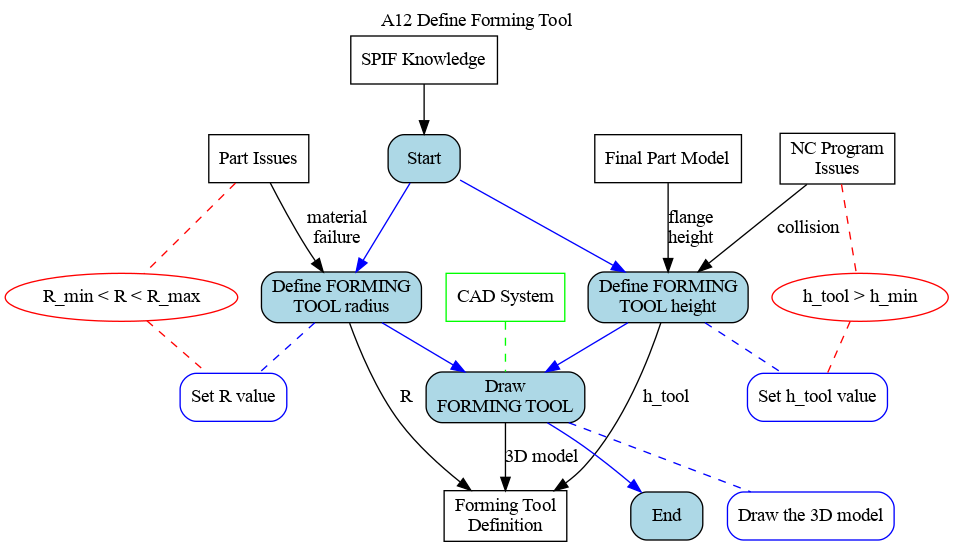 A12 Define Forming Tool
SPIF Knowledge
Part Issues
Start
Final Part Model
NC Program
Issues
material
failure
flange
height
collision
R_min < R < R_max
Define FORMING
TOOL radius
CAD System
Define FORMING
TOOL height
h_tool > h_min
Set R value
R
Draw
FORMING TOOL
h_tool
Set h_tool value
3D model
Forming Tool
Definition
End
Draw the 3D model